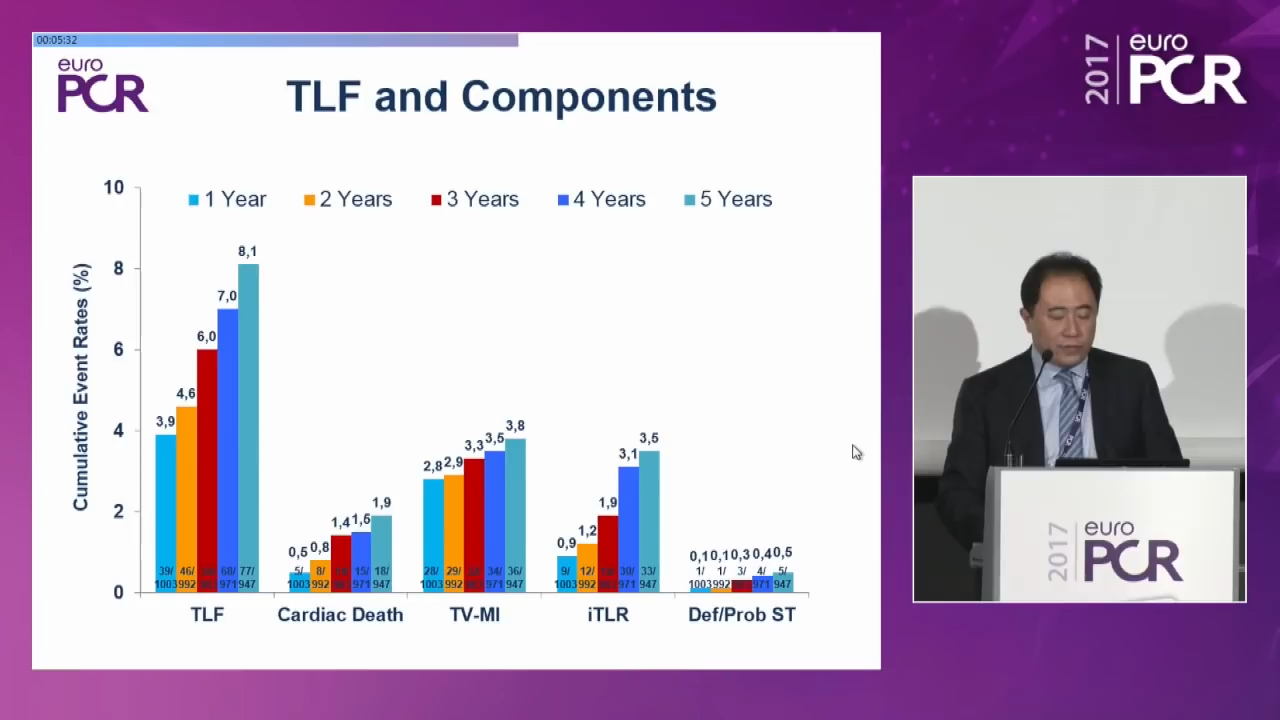 00:05:32
euro
PCR
TLF and Components
1 Year 2 Years 3 Years 4 Years 5 Years
Cumulative Event Rates (%)
10
8
6
4
2
0
3,9 4,6 6,0 7,0 8,1
0,5 0,8 1,4 1,5 1,9
2,8 2,9 3,3 3,5 3,8
0,9 1,2 1,9 3,1 3,5
0,1 0,1 0,3 0,4 0,5
39/ 46/ 68/ 77/
1003 992 971 947
5/ 8/ 15/ 18/
1003 992 971 947
28/ 29/ 34/ 36/
1003 992 971 947
9/ 12/ 30/ 33/
1003 992 971 947
1/ 1/ 3/ 4/ 5/
1003 992 971 947
TLF Cardiac Death TV-MI iTLR Def/Prob ST
2017
euro
PCR
2017
euro
PCR